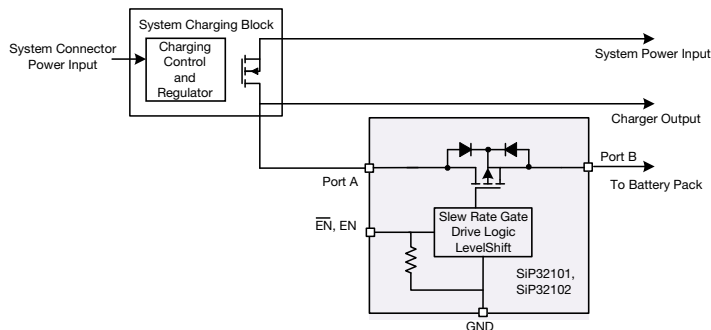 System Charging Block
System Connector
Power Input
Charging
Control
and
Regulator
System Power Input
Charger Output
Port A
Port B
To Battery Pack
EN, EN
Slew Rate Gate
Drive Logic
LevelShift
SiP32101,
SiP32102
GND